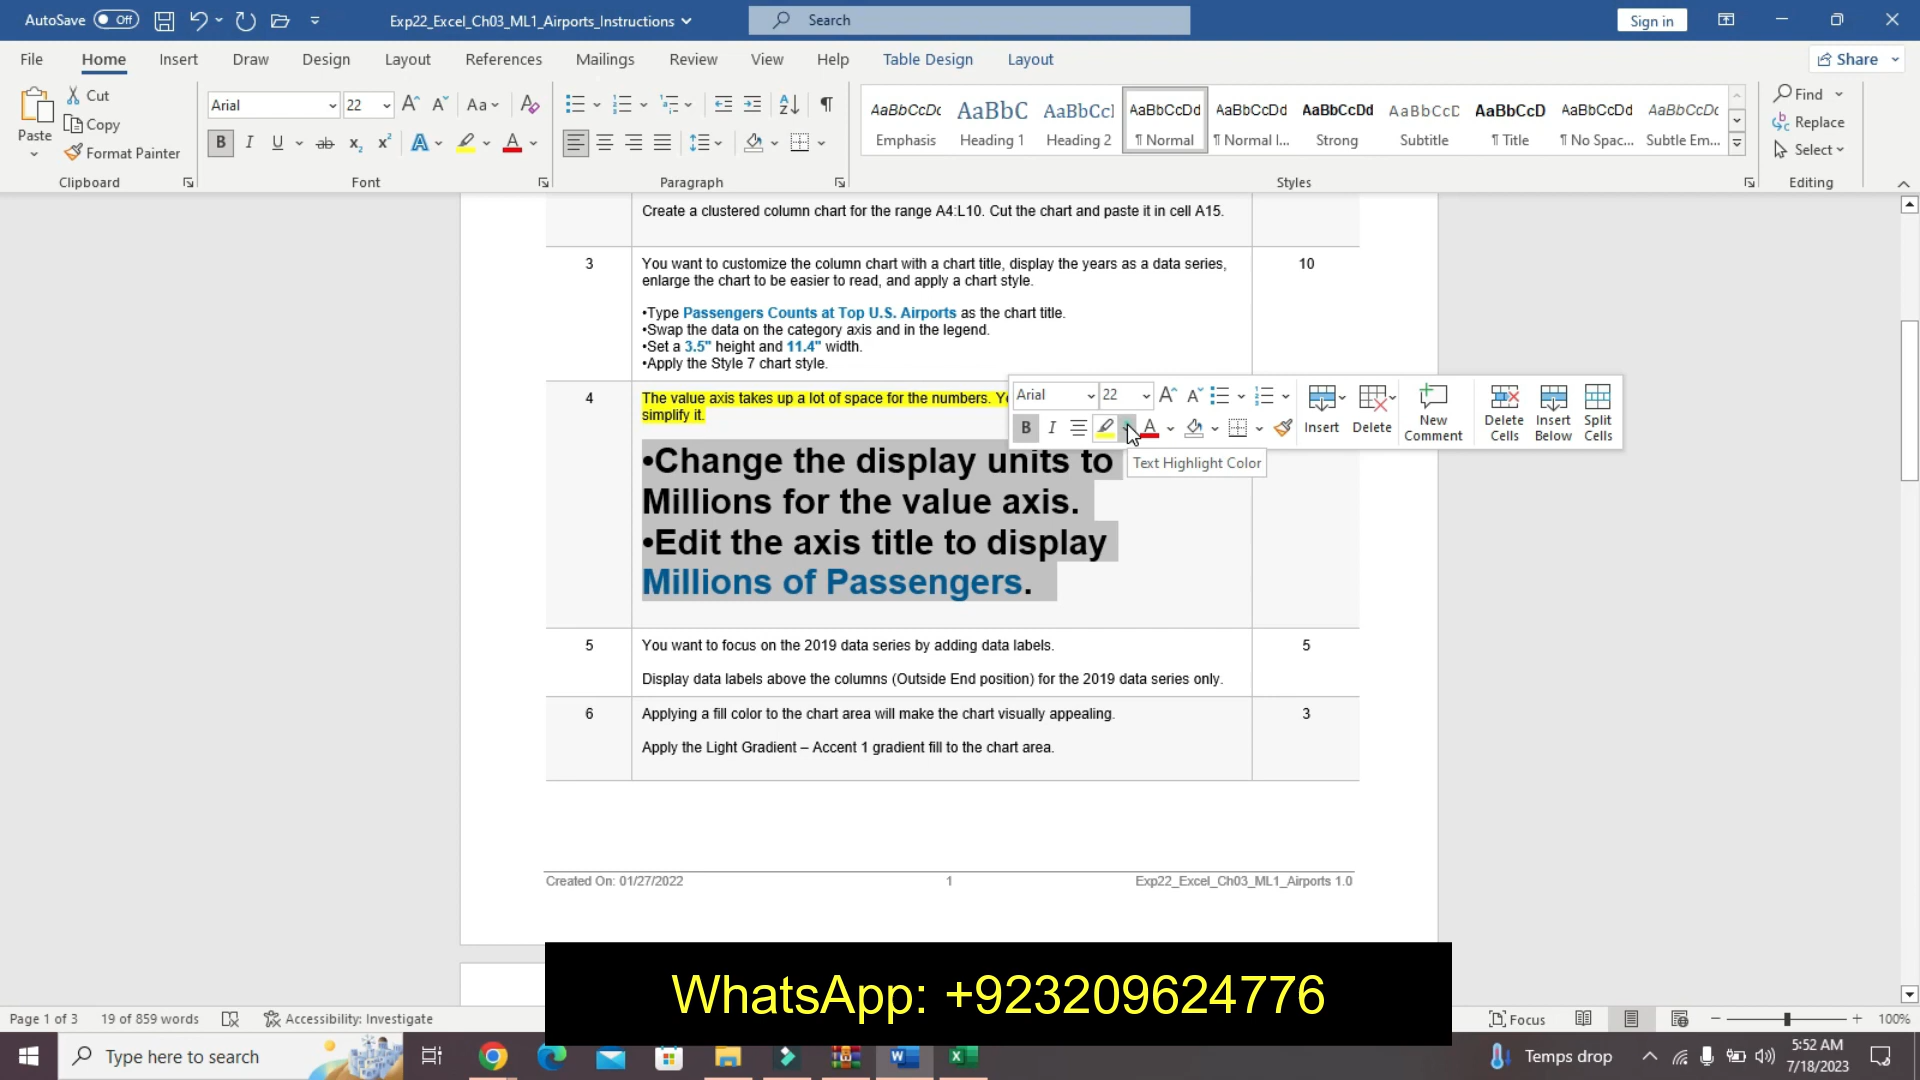 AutoSave Off
Exp22_Excel_Ch03_ML1_Airports_Instructions
Search
Sign in
File Home Insert Draw Design Layout References Mailings Review View Help Table Design Layout
Share
Paste
Cut
Copy
Format Painter
Clipboard
Arial 22
Aa
B I U ab x₂ x² A A
Font
Paragraph
AaBbCcDc AaBbC AaBbCcI AaBbCcDd AaBbCcDd AaBbCcDd AaBbCcD AaBbCcD AaBbCcDd AaBbCcDc
Emphasis Heading 1 Heading 2 ¶ Normal ¶ Normal I... Strong Subtitle ¶ Title ¶ No Spac... Subtle Em...
Styles
Find
Replace
Select
Editing
Create a clustered column chart for the range A4:L10. Cut the chart and paste it in cell A15.
3
You want to customize the column chart with a chart title, display the years as a data series,
enlarge the chart to be easier to read, and apply a chart style.
10
•Type Passengers Counts at Top U.S. Airports as the chart title.
•Swap the data on the category axis and in the legend.
•Set a 3.5" height and 11.4" width.
•Apply the Style 7 chart style.
4
The value axis takes up a lot of space for the numbers.
simplify it.
•Change the display units to
Millions for the value axis.
•Edit the axis title to display
Millions of Passengers.
Arial 22
B I A
Insert
Delete
New
Comment
Delete
Cells
Insert
Below
Split
Cells
Text Highlight Color
5
You want to focus on the 2019 data series by adding data labels.
5
Display data labels above the columns (Outside End position) for the 2019 data series only.
6
Applying a fill color to the chart area will make the chart visually appealing.
3
Apply the Light Gradient – Accent 1 gradient fill to the chart area.
Created On: 01/27/2022
1
Exp22_Excel_Ch03_ML1_Airports 1.0
WhatsApp: +923209624776
Page 1 of 3
19 of 859 words
Accessibility: Investigate
Focus
100%
Type here to search
Temps drop
5:52 AM
7/18/2023